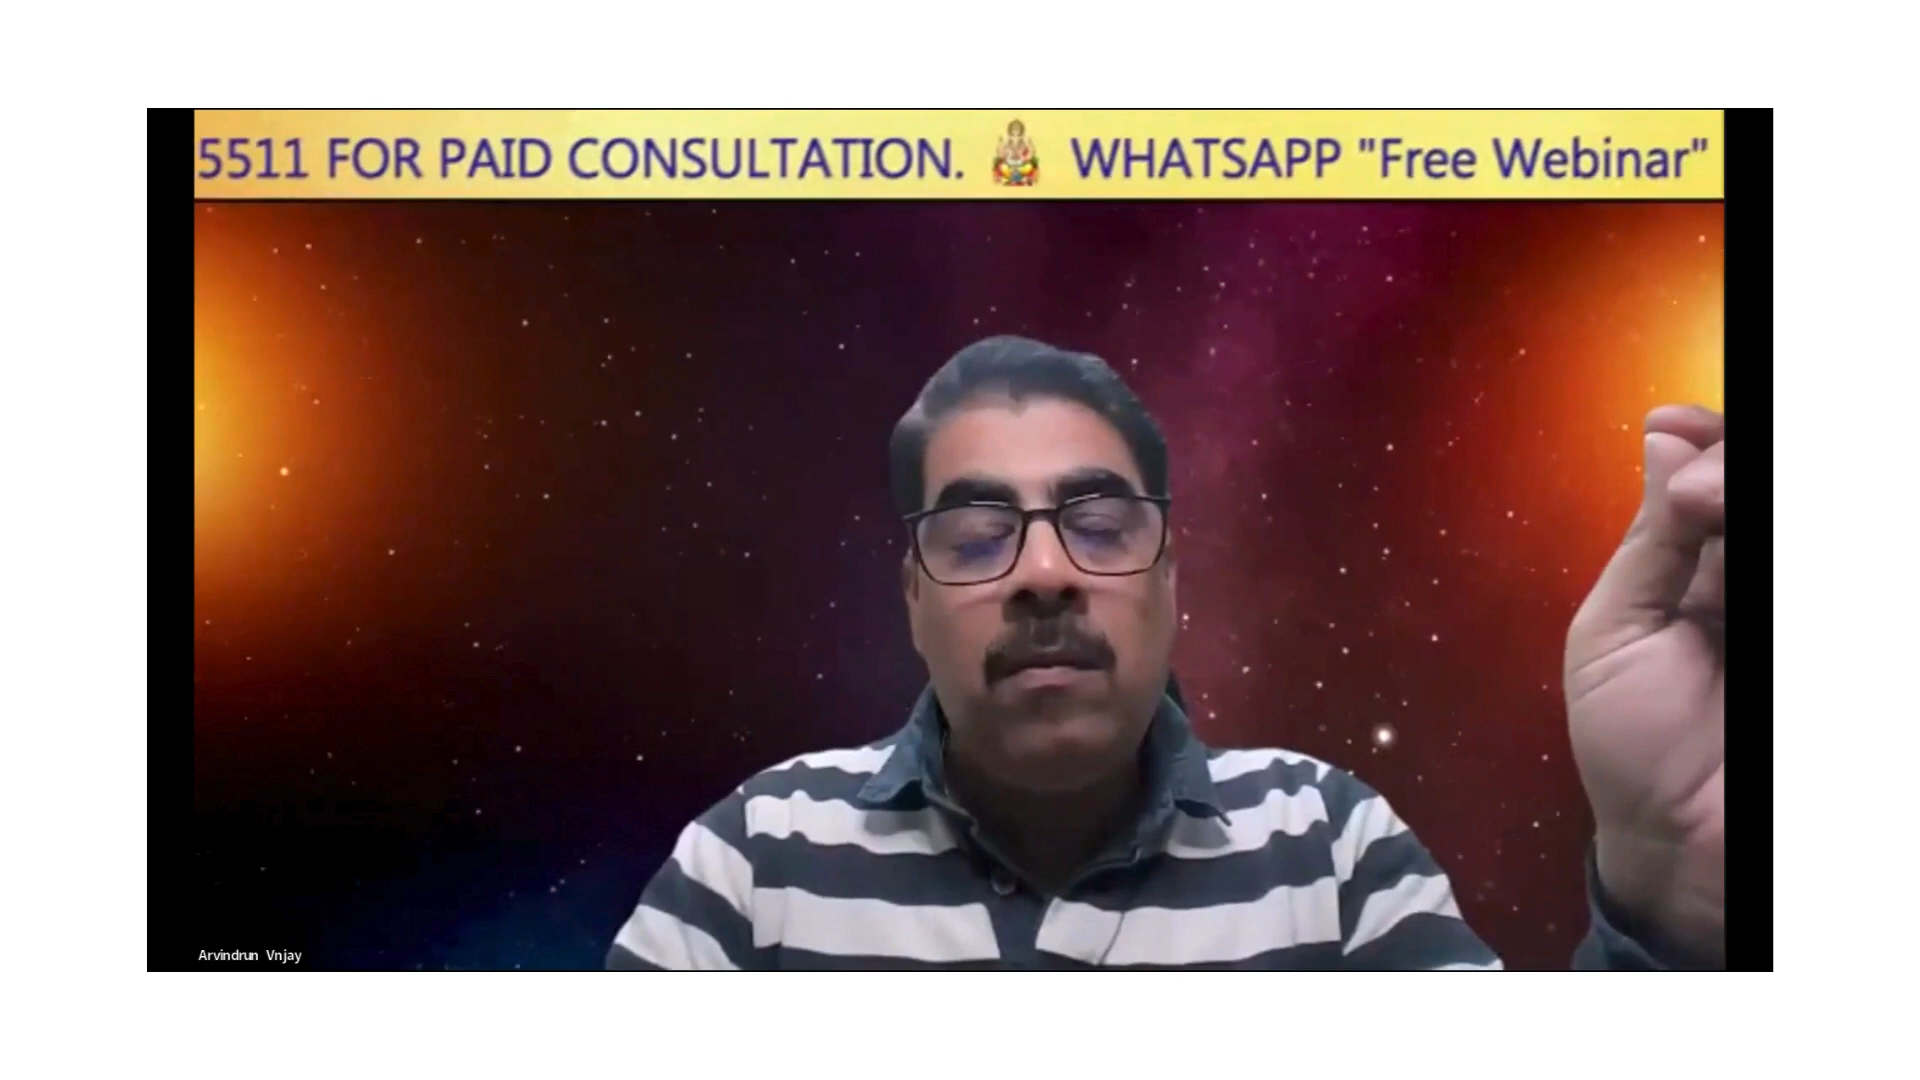 5511 FOR PAID CONSULTATION. WHATSAPP "Free Webinar"
Arvindrun Vnjay